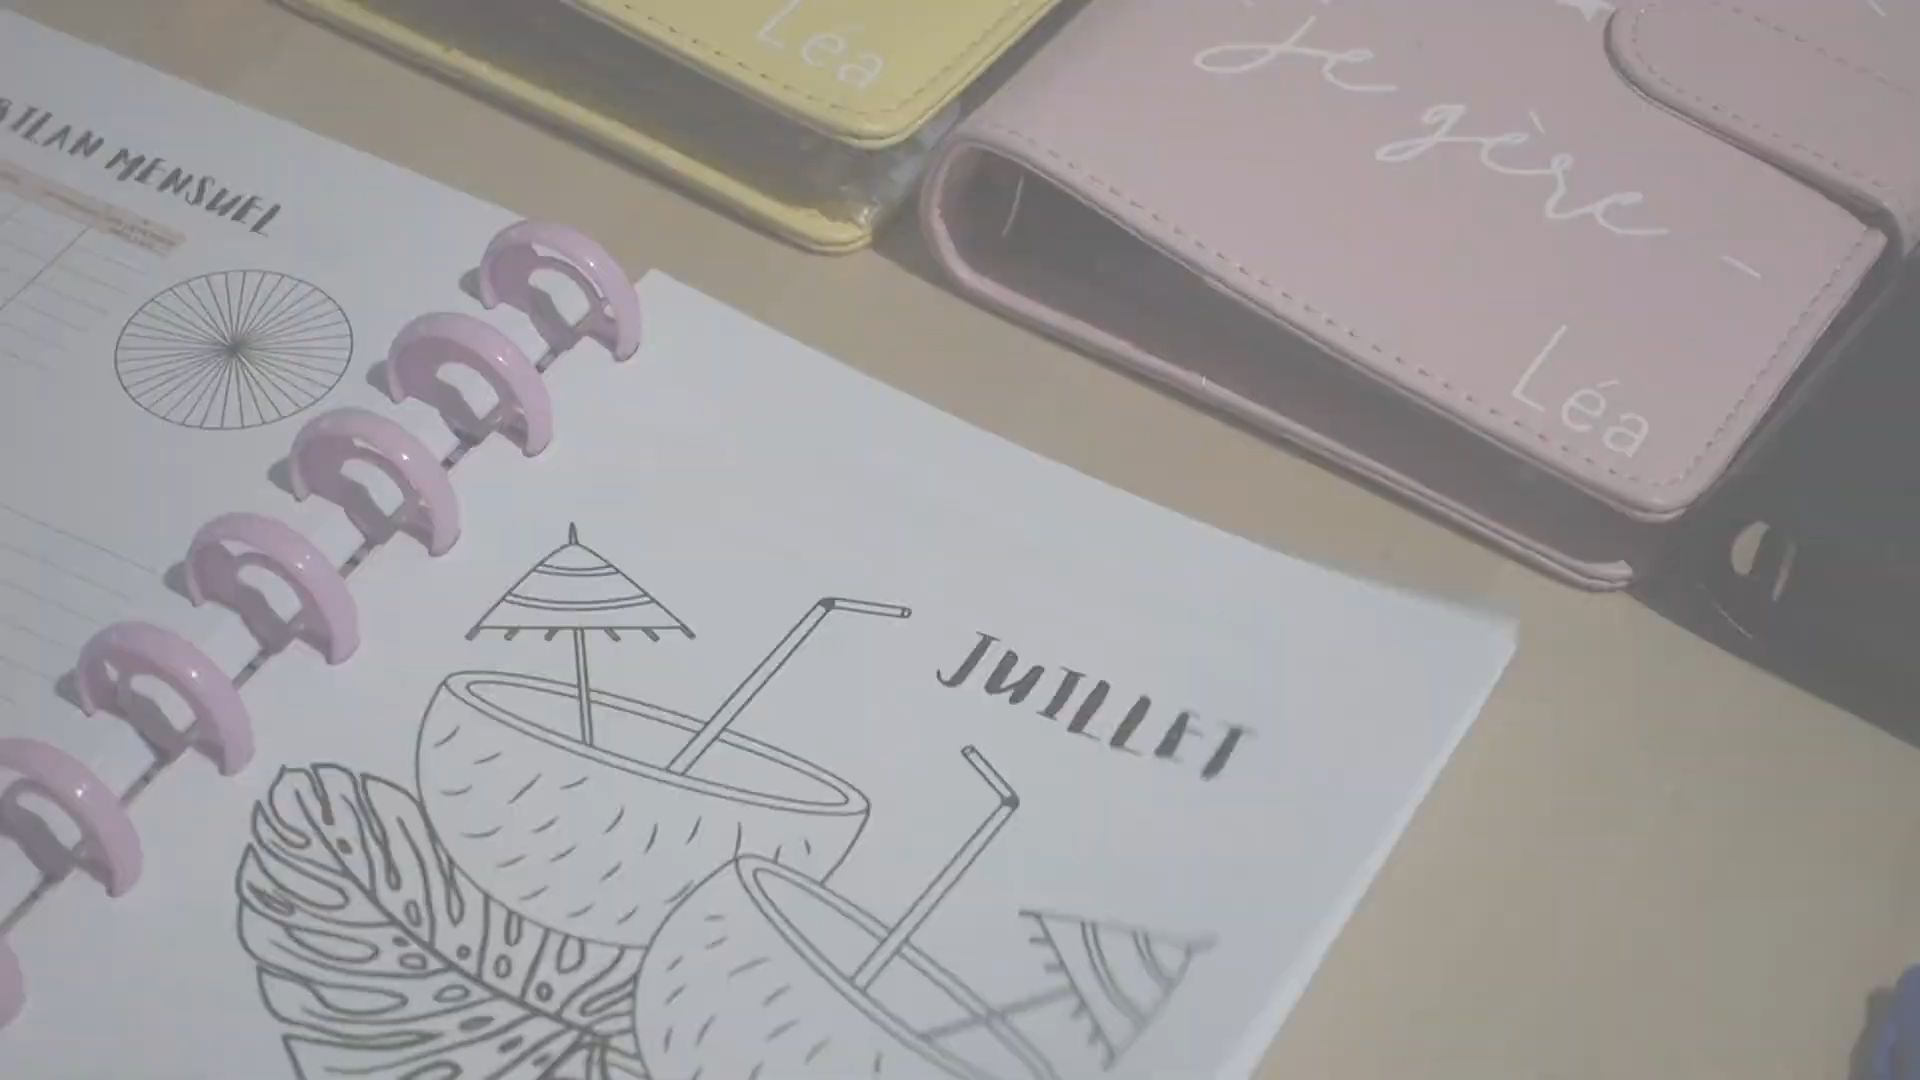 Léa
je
gère -
Léa
BILAN MENSUEL
JUILLET